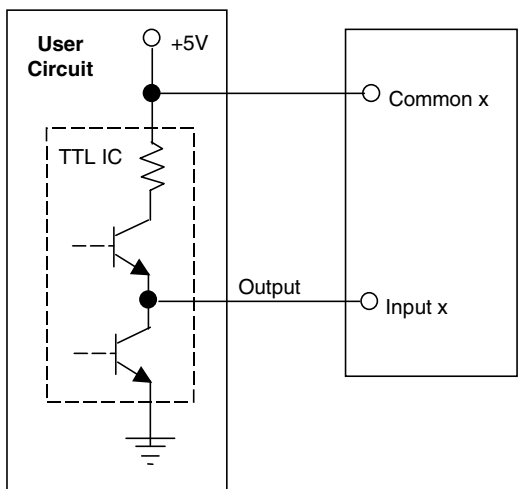 User
Circuit
+5V
Common x
TTL IC
Output
Input x